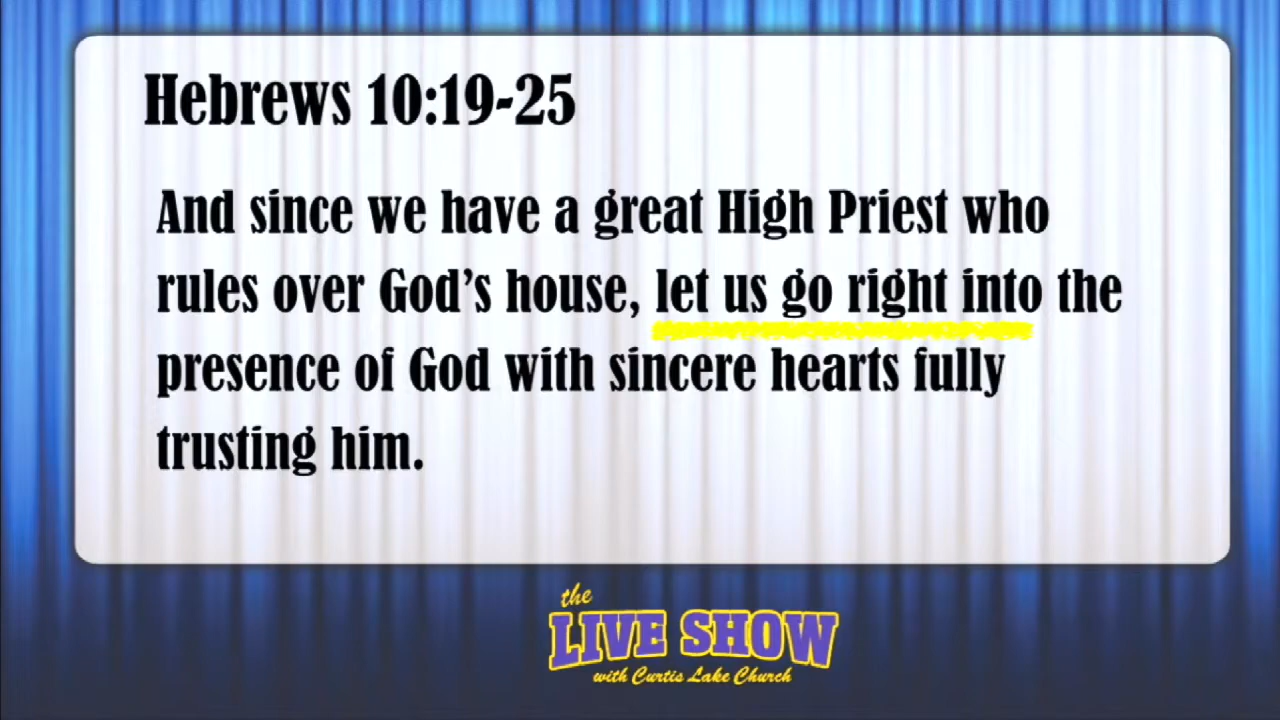 Hebrews 10:19-25
And since we have a great High Priest who
rules over God’s house, let us go right into the
presence of God with sincere hearts fully
trusting him.
the
LIVE SHOW
with Curtis Lake Church